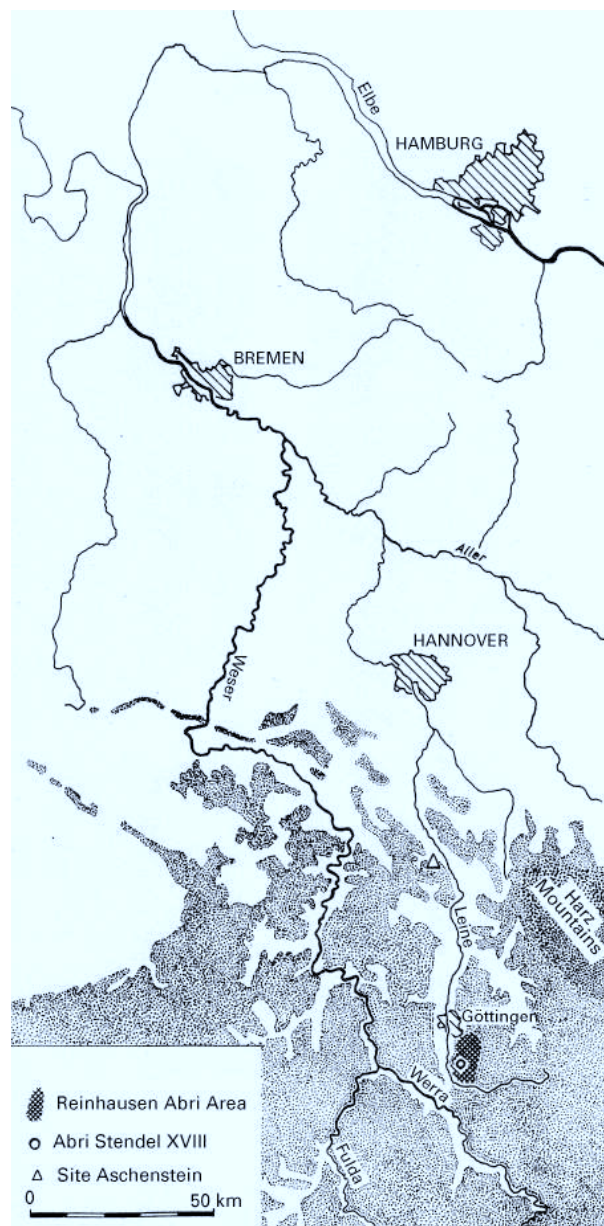 Elbe
HAMBURG
BREMEN
Aller
HANNOVER
Weser
Harz
Mountains
Leine
Göttingen
Werra
Fulda
Reinhausen Abri Area
Abri Stendel XVIII
Site Aschenstein
0 50 km